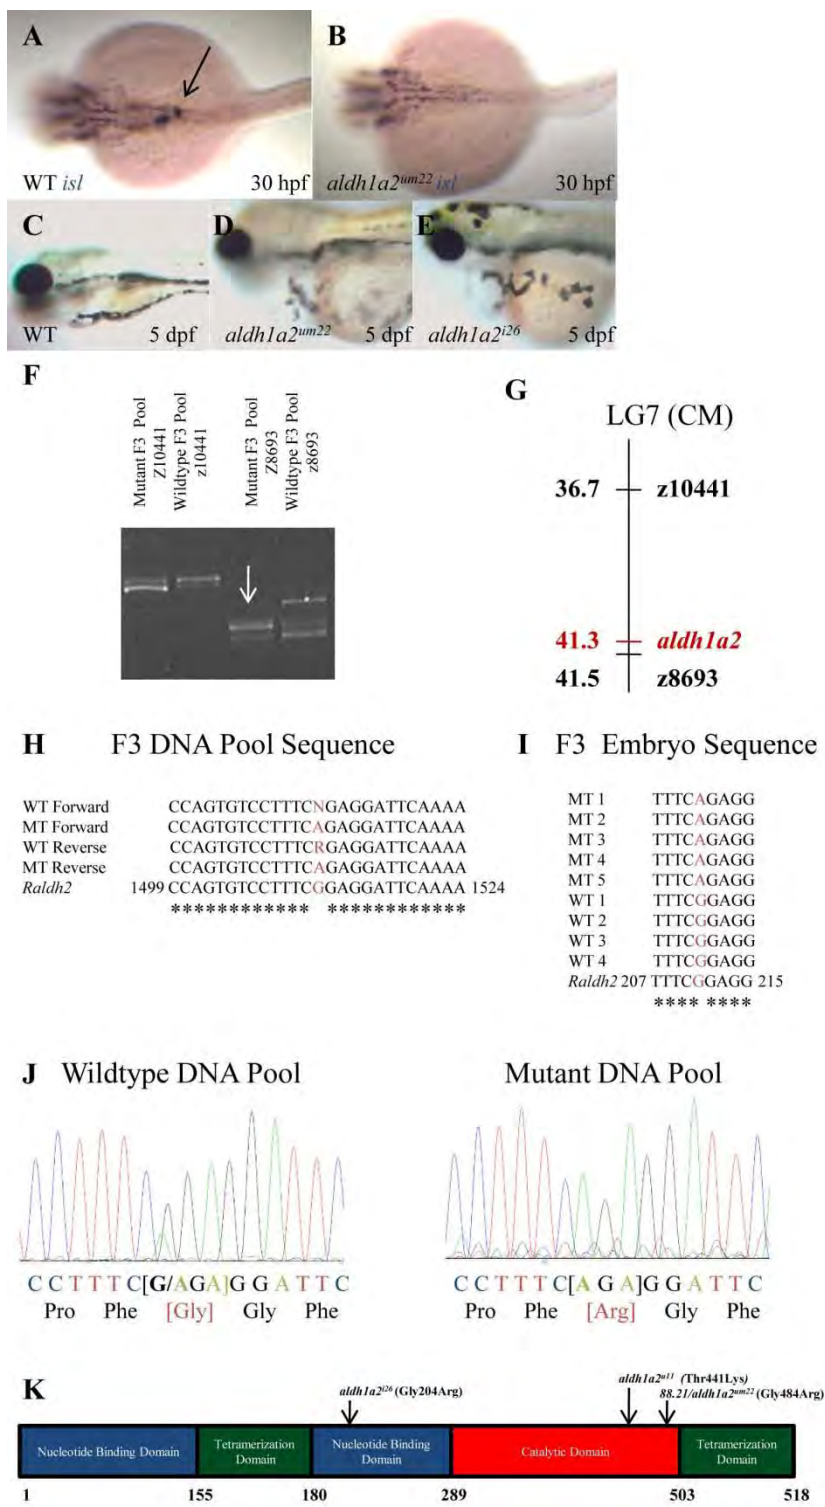 A
B
WT isl
30 hpf
aldh1a2um22 isl
30 hpf
C
D
E
WT
5 dpf
aldh1a2um22
5 dpf
aldh1a2i26
5 dpf
F
Mutant F3 Pool Z10441
Wildtype F3 Pool z10441
Mutant F3 Pool Z8693
Wildtype F3 Pool z8693
G
LG7 (CM)
36.7 z10441
41.3 aldh1a2
41.5 z8693
H F3 DNA Pool Sequence
WT Forward CCAGTGTCCTTTCNGAGGATTCAAAA
MT Forward CCAGTGTCCTTTCAGAGGATTCAAAA
WT Reverse CCAGTGTCCTTTCRGAGGATTCAAAA
MT Reverse CCAGTGTCCTTTCAGAGGATTCAAAA
Raldh2 1499 CCAGTGTCCTTTCGGAGGATTCAAAA 1524
************* ************
I F3 Embryo Sequence
MT 1 TTTCAGAGG
MT 2 TTTCAGAGG
MT 3 TTTCAGAGG
MT 4 TTTCAGAGG
MT 5 TTTCAGAGG
WT 1 TTTCGGAGG
WT 2 TTTCGGAGG
WT 3 TTTCGGAGG
WT 4 TTTCGGAGG
Raldh2 207 TTTCGGAGG 215
**** ****
J Wildtype DNA Pool
C C T T T C [G/A G A] G G A T T C
Pro Phe [Gly] Gly Phe
Mutant DNA Pool
C C T T T C [A G A] G G A T T C
Pro Phe [Arg] Gly Phe
K
aldh1a2i26 (Gly204Arg)
aldh1a2u11 (Thr441Lys)
88.21/aldh1a2um22 (Gly484Arg)
Nucleotide Binding Domain
Tetramerization Domain
Nucleotide Binding Domain
Catalytic Domain
Tetramerization Domain
1 155 180 289 503 518